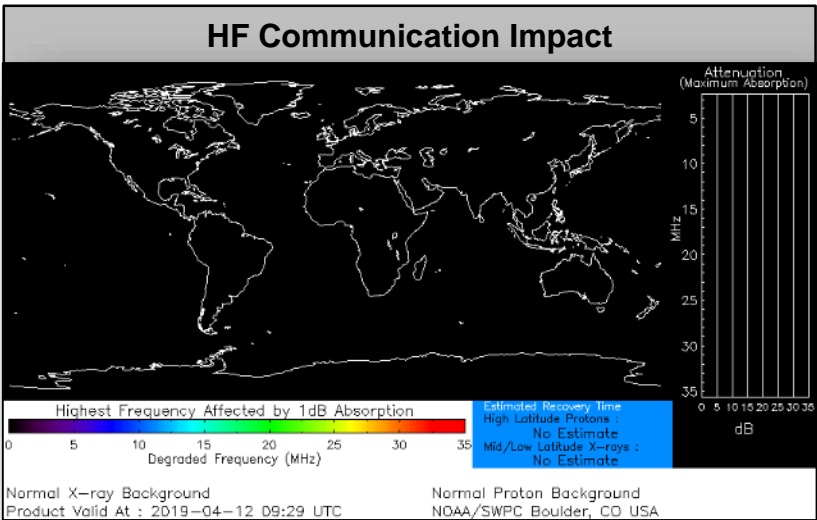 HF Communication Impact
Attenuation
(Maximum Absorption)
5
10
15
20
25
30
35
MHz
0 5 10 15 20 25 30 35
dB
Highest Frequency Affected by 1dB Absorption
0 5 10 15 20 25 30 35
Degraded Frequency (MHz)
Estimated Recovery Time
High Latitude Protons :
No Estimate
Mid/Low Latitude X-rays :
No Estimate
Normal X-ray Background
Product Valid At : 2019-04-12 09:29 UTC
Normal Proton Background
NOAA/SWPC Boulder, CO USA